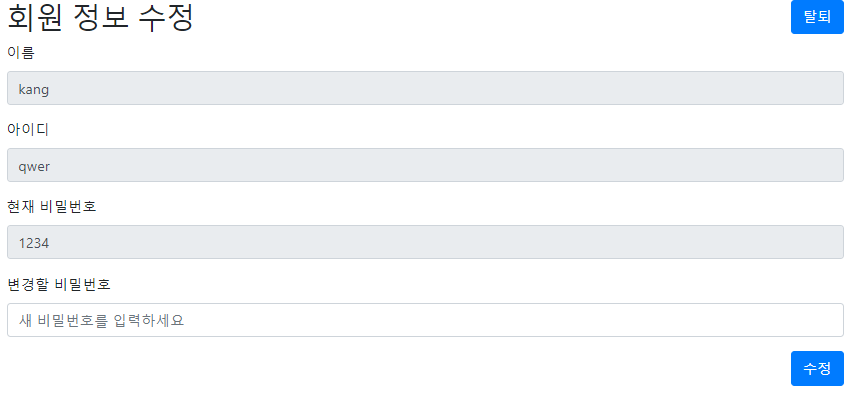 회원 정보 수정
탈퇴
이름
kang
아이디
qwer
현재 비밀번호
1234
변경할 비밀번호
새 비밀번호를 입력하세요
수정